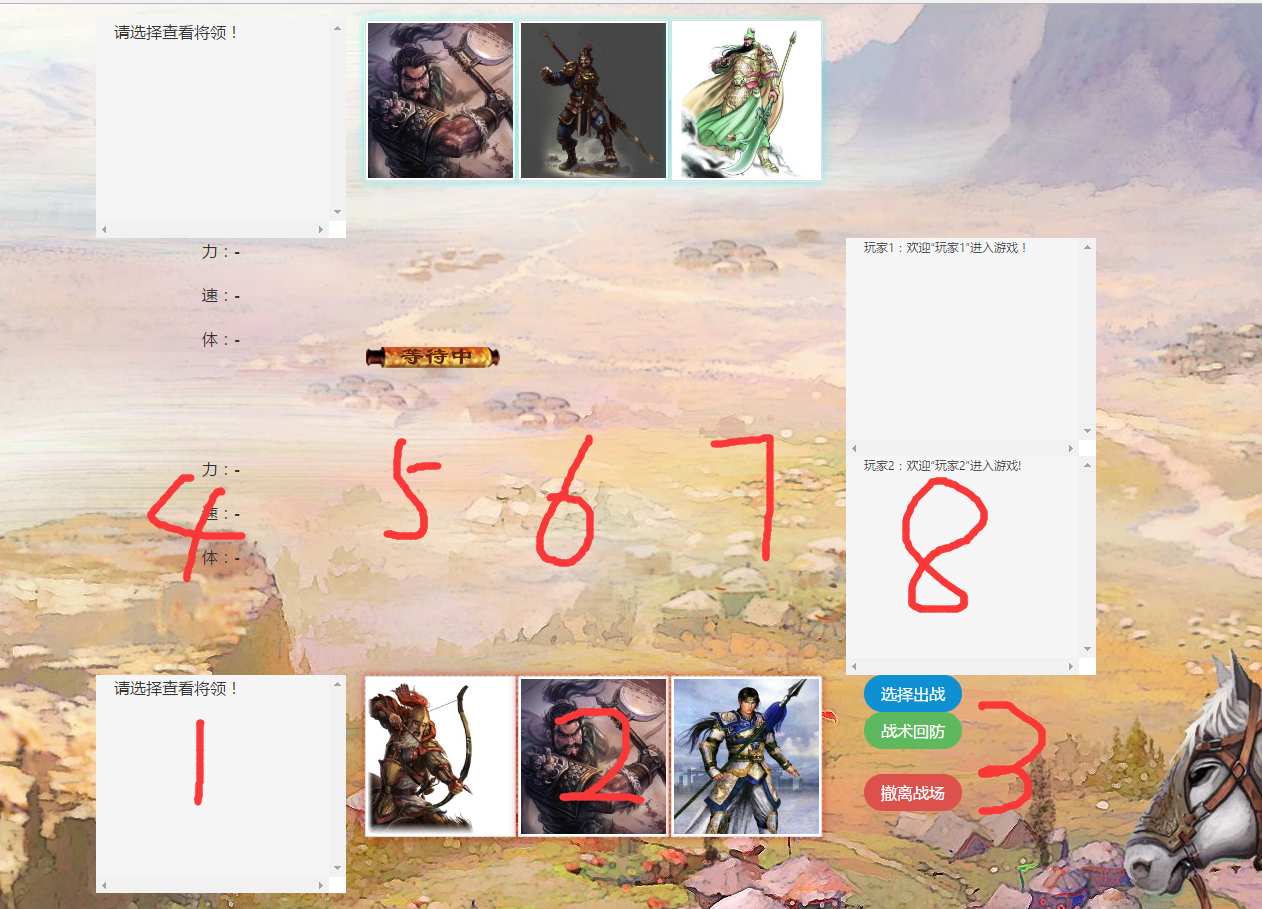 请选择查看将领！
力：-
速：-
体：-
等待中
玩家1：欢迎“玩家1”进入游戏！
力：-
速：-
体：-
4
5
6
7
玩家2：欢迎“玩家2”进入游戏!
8
请选择查看将领！
1
2
选择出战
战术回防
撤离战场
3